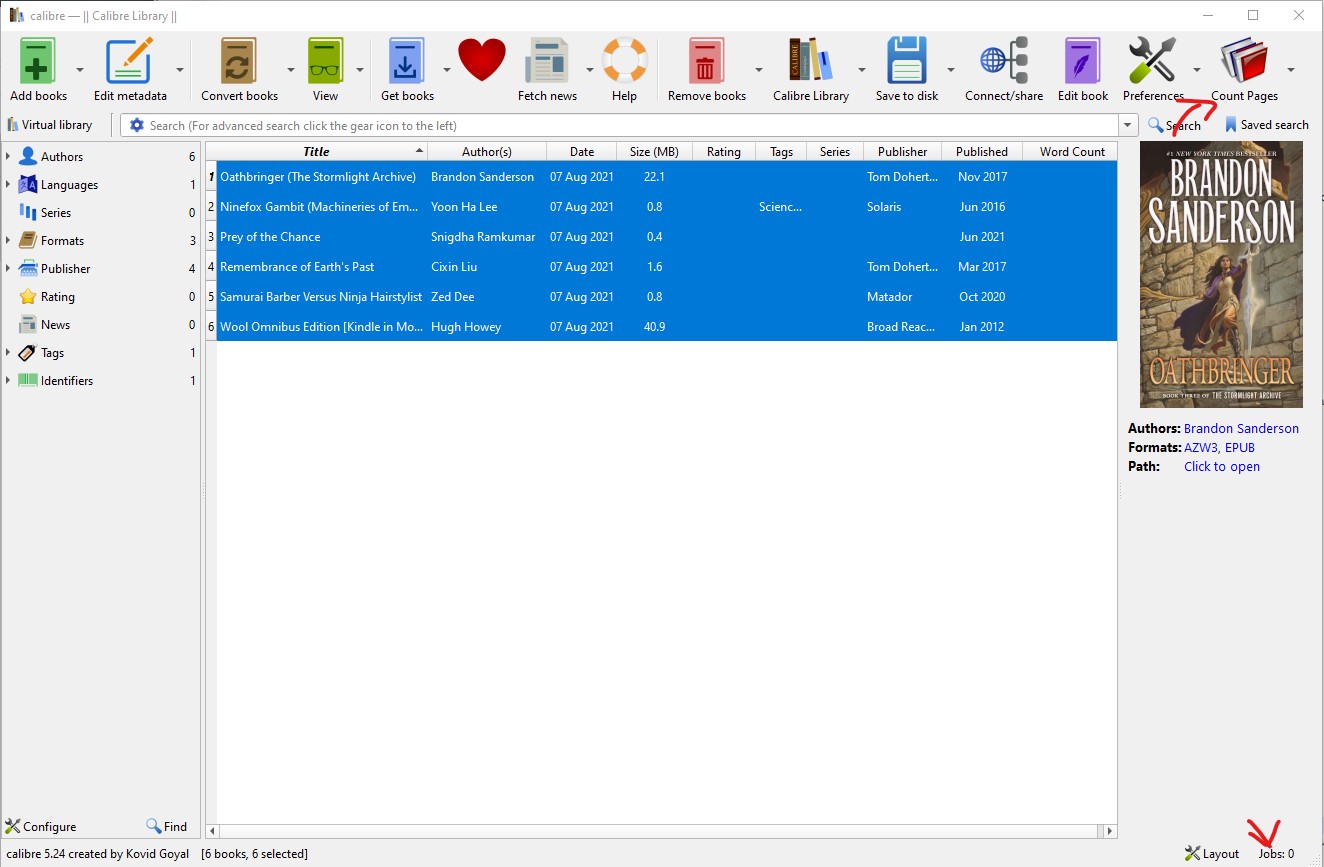 calibre — || Calibre Library ||
CALIBRE
Add books Edit metadata Convert books View Get books Fetch news Help Remove books Calibre Library Save to disk Connect/share Edit book Preferences Count Pages
Virtual library Search (For advanced search click the gear icon to the left) Search Saved search
Authors 6
Languages 1
Series 0
Formats 3
Publisher 4
Rating 0
News 0
Tags 1
Identifiers 1
Title Author(s) Date Size (MB) Rating Tags Series Publisher Published Word Count
1 Oathbringer (The Stormlight Archive) Brandon Sanderson 07 Aug 2021 22.1 Tom Dohert... Nov 2017
2 Ninefox Gambit (Machineries of Em... Yoon Ha Lee 07 Aug 2021 0.8 Scienc... Solaris Jun 2016
3 Prey of the Chance Snigdha Ramkumar 07 Aug 2021 0.4 Jun 2021
4 Remembrance of Earth's Past Cixin Liu 07 Aug 2021 1.6 Tom Dohert... Mar 2017
5 Samurai Barber Versus Ninja Hairstylist Zed Dee 07 Aug 2021 0.8 Matador Oct 2020
6 Wool Omnibus Edition [Kindle in Mo... Hugh Howey 07 Aug 2021 40.9 Broad Reac... Jan 2012
#1 NEW YORK TIMES BESTSELLER
BRANDON
SANDERSON
OATHBRINGER
BOOK THREE OF THE STORMLIGHT ARCHIVE
Authors: Brandon Sanderson
Formats: AZW3, EPUB
Path: Click to open
Configure Find
calibre 5.24 created by Kovid Goyal [6 books, 6 selected] Layout Jobs: 0